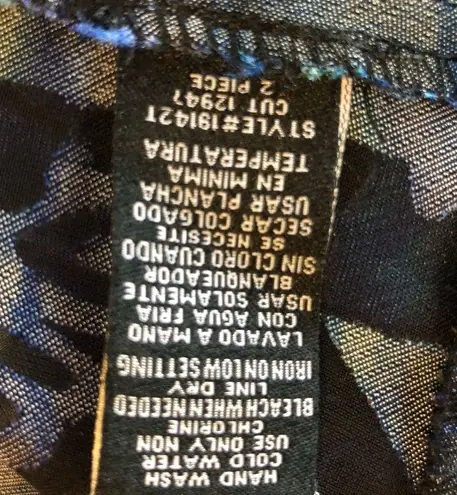 HAND WASH
COLD WATER
USE ONLY NON
CHLORINE
BLEACH WHEN NEEDED
LINE DRY
IRON ON LOW SETTING
LAVADO A MANO
CON AGUA FRIA
USAR SOLAMENTE
BLANQUEADOR
SIN CLORO CUANDO
SE NECESITE
SECAR COLGADO
USAR PLANCHA
EN MINIMA
TEMPERATURA
STYLE#19142T
CUT 12947
2 PIECE